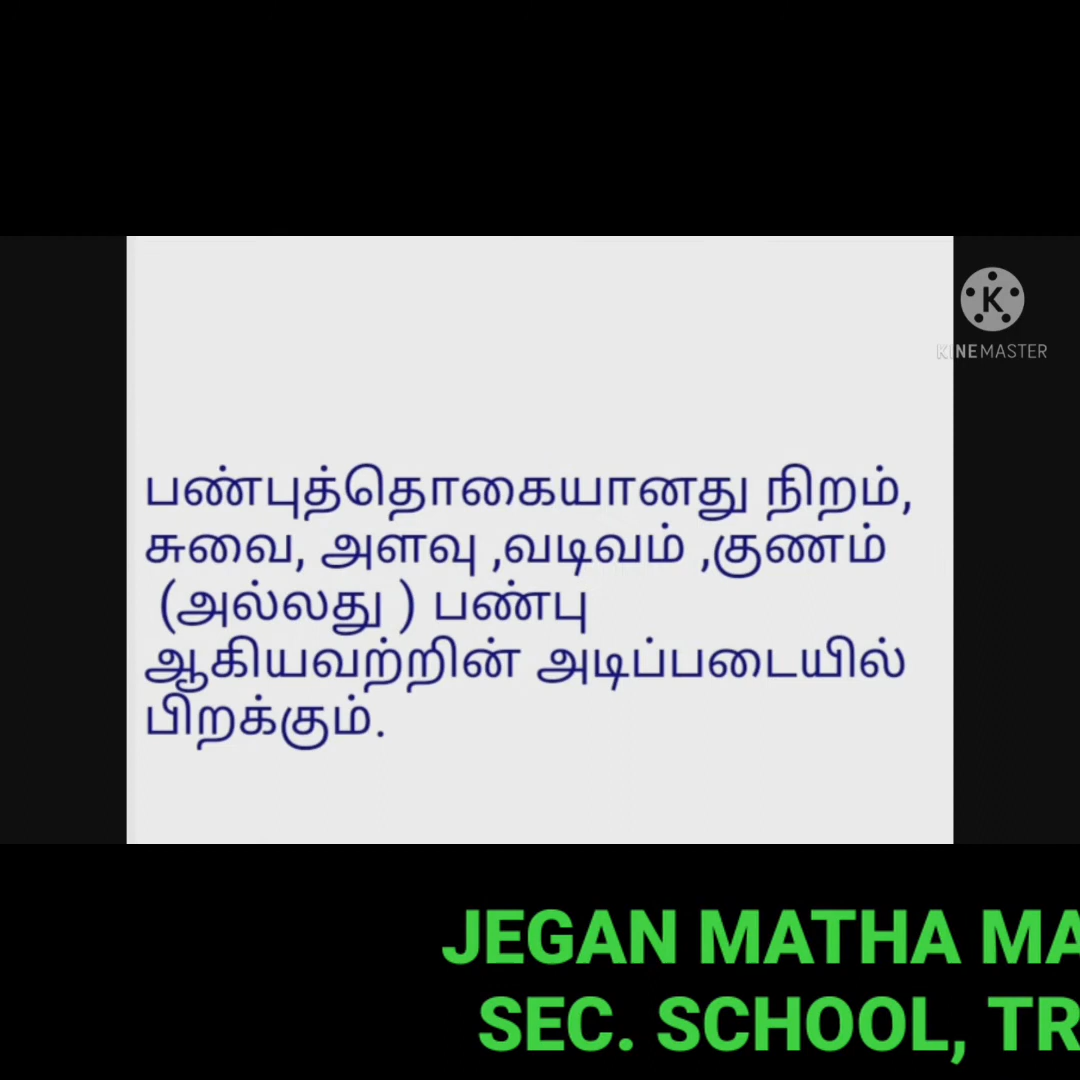 KINEMASTER
பண்புத்தொகையானது நிறம்,
சுவை, அளவு ,வடிவம் ,குணம்
(அல்லது ) பண்பு
ஆகியவற்றின் அடிப்படையில்
பிறக்கும்.
JEGAN MATHA MA
SEC. SCHOOL, TR